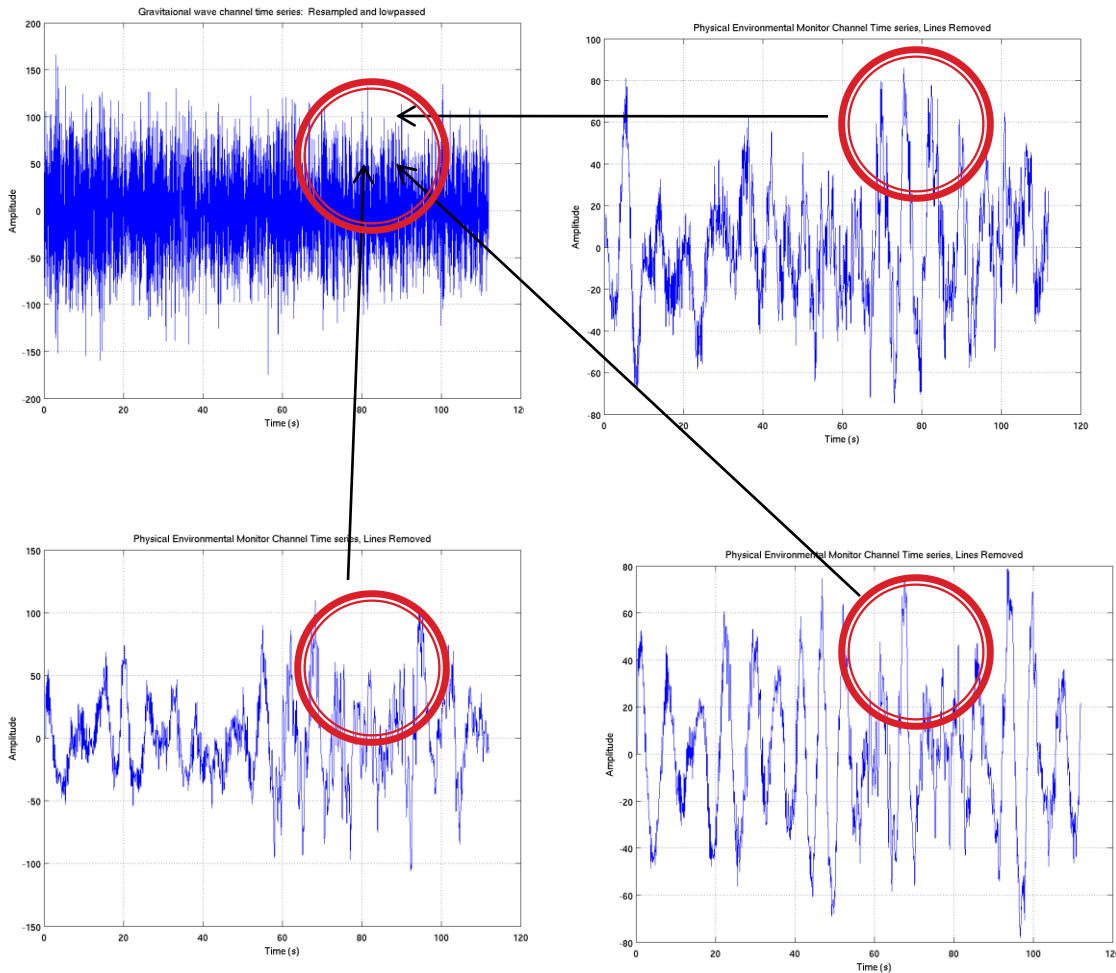 Gravitaional wave channel time series: Resampled and lowpassed
200
150
100
50
0
-50
-100
-150
-200
Amplitude
0 20 40 60 80 100 12
Time (s)
Physical Environmental Monitor Channel Time series, Lines Removed
100
80
60
40
20
0
-20
-40
-60
-80
Amplitude
0 20 40 60 80 100 120
Time (s)
Physical Environmental Monitor Channel Time series, Lines Removed
150
100
50
0
-50
-100
-150
Amplitude
0 20 40 60 80 100 120
Time (s)
Physical Environmental Monitor Channel Time series, Lines Removed
80
60
40
20
0
-20
-40
-60
-80
Amplitude
0 20 40 60 80 100 120
Time (s)